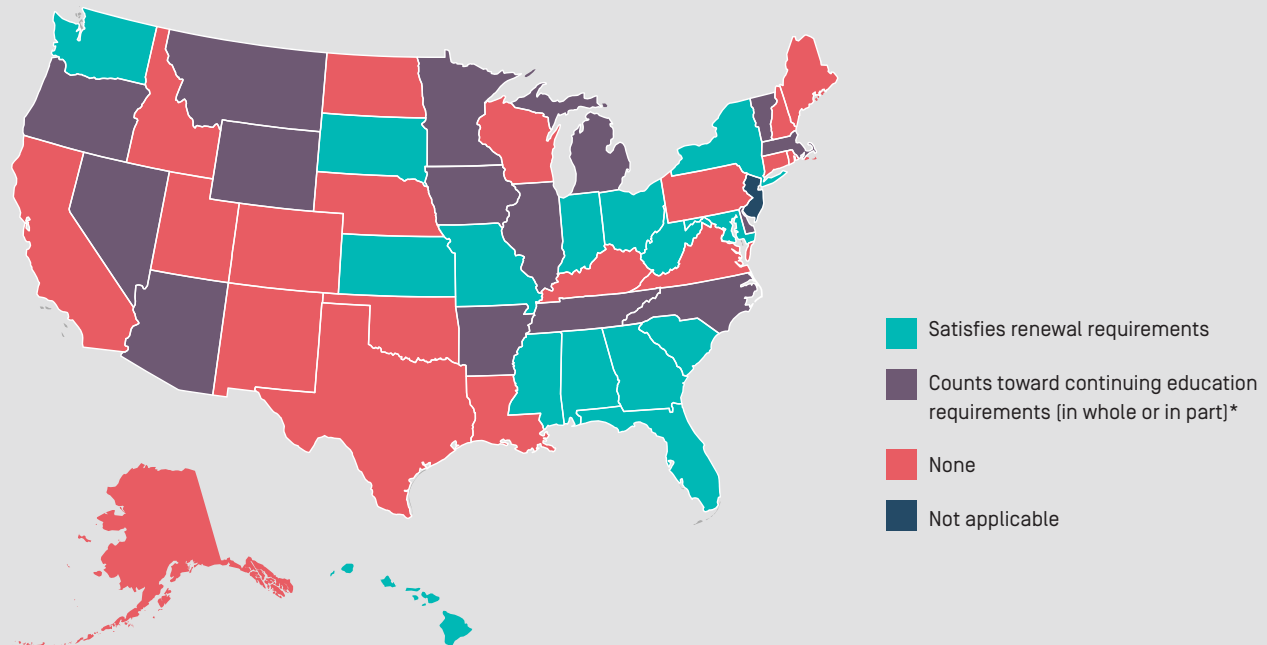 Satisfies renewal requirements
Counts toward continuing education
requirements (in whole or in part)*
None
Not applicable